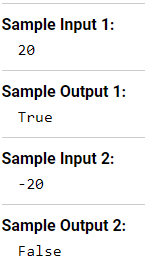 Sample Input 1:
20
Sample Output 1:
True
Sample Input 2:
-20
Sample Output 2:
False